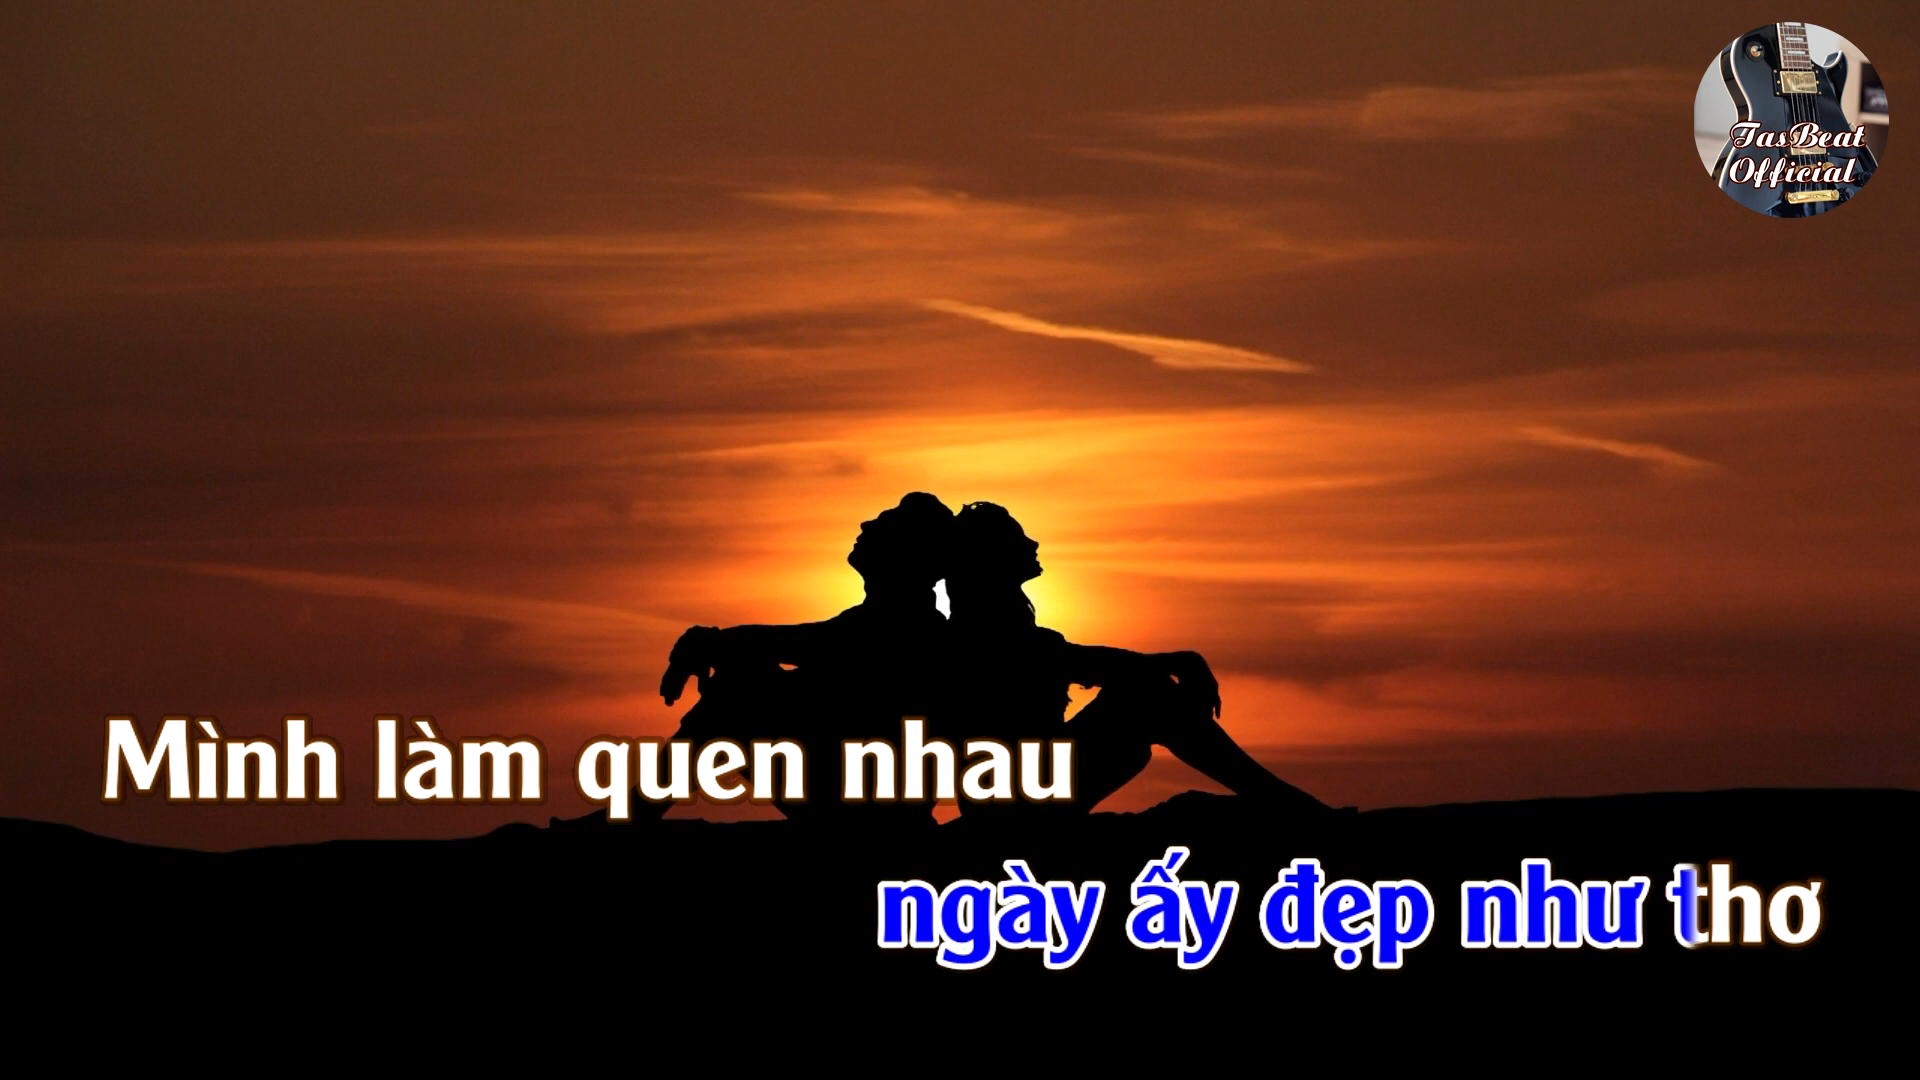 TasBeat
Official
Mình làm quen nhau
ngày ấy đẹp như thơ